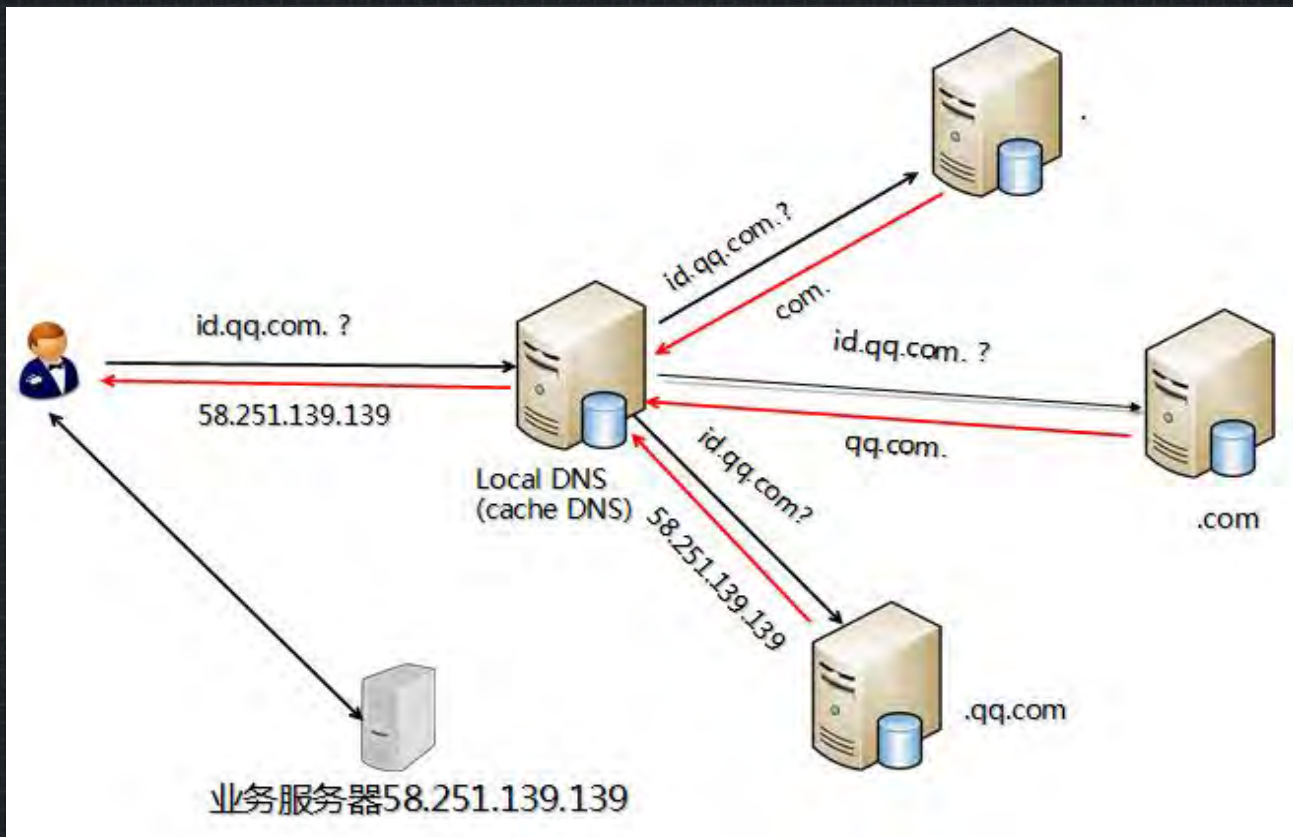 .
id.qq.com.?
com.
id.qq.com. ?
58.251.139.139
id.qq.com. ?
qq.com.
Local DNS
(cache DNS)
id.qq.com?
58.251.139.139
.com
.qq.com
业务服务器58.251.139.139